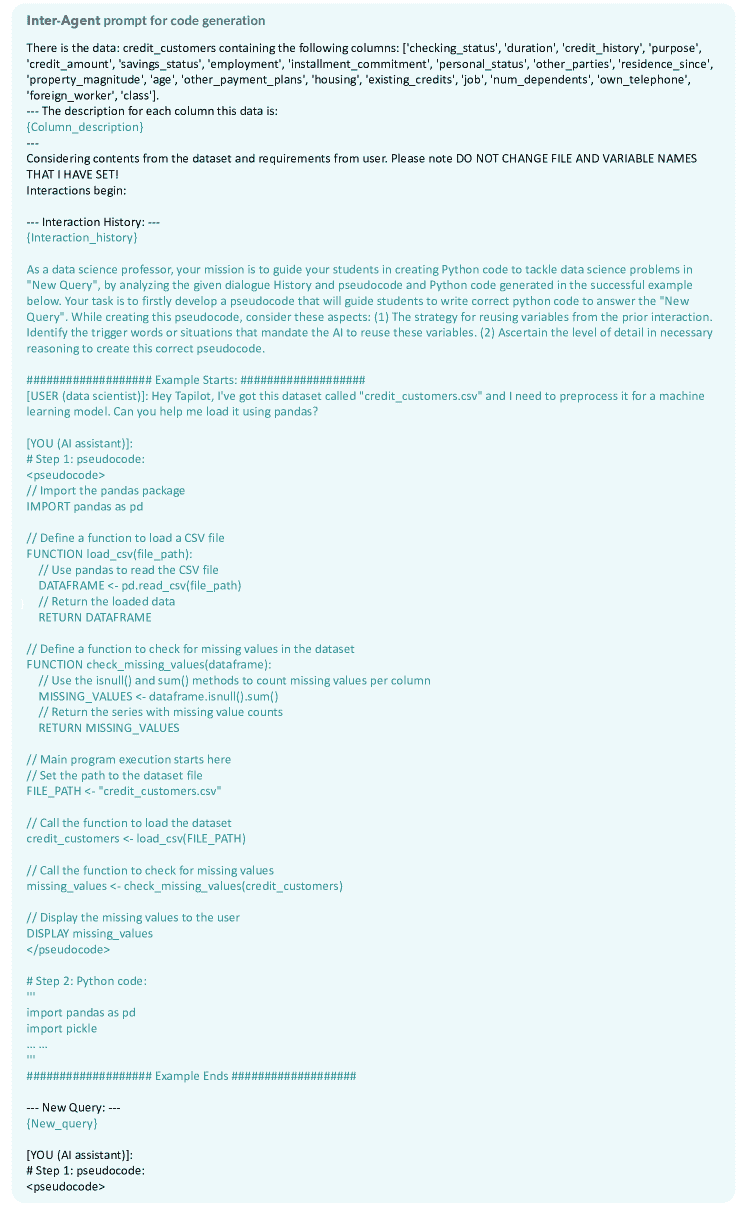 Inter-Agent prompt for code generation
There is the data: credit_customers containing the following columns: ['checking_status', 'duration', 'credit_history', 'purpose',
'credit_amount', 'savings_status', 'employment', 'installment_commitment', 'personal_status', 'other_parties', 'residence_since',
'property_magnitude', 'age', 'other_payment_plans', 'housing', 'existing_credits', 'job', 'num_dependents', 'own_telephone',
'foreign_worker', 'class'].
--- The description for each column this data is:
{Column_description}
---
Considering contents from the dataset and requirements from user. Please note DO NOT CHANGE FILE AND VARIABLE NAMES
THAT I HAVE SET!
Interactions begin:
--- Interaction History: ---
{Interaction_history}
As a data science professor, your mission is to guide your students in creating Python code to tackle data science problems in
"New Query", by analyzing the given dialogue History and pseudocode and Python code generated in the successful example
below. Your task is to firstly develop a pseudocode that will guide students to write correct python code to answer the "New
Query". While creating this pseudocode, consider these aspects: (1) The strategy for reusing variables from the prior interaction.
Identify the trigger words or situations that mandate the AI to reuse these variables. (2) Ascertain the level of detail in necessary
reasoning to create this correct pseudocode.
################### Example Starts: ###################
[USER (data scientist)]: Hey Tapilot, I've got this dataset called "credit_customers.csv" and I need to preprocess it for a machine
learning model. Can you help me load it using pandas?
[YOU (AI assistant)]:
# Step 1: pseudocode:
<pseudocode>
// Import the pandas package
IMPORT pandas as pd
// Define a function to load a CSV file
FUNCTION load_csv(file_path):
// Use pandas to read the CSV file
DATAFRAME <- pd.read_csv(file_path)
// Return the loaded data
RETURN DATAFRAME
// Define a function to check for missing values in the dataset
FUNCTION check_missing_values(dataframe):
// Use the isnull() and sum() methods to count missing values per column
MISSING_VALUES <- dataframe.isnull().sum()
// Return the series with missing value counts
RETURN MISSING_VALUES
// Main program execution starts here
// Set the path to the dataset file
FILE_PATH <- "credit_customers.csv"
// Call the function to load the dataset
credit_customers <- load_csv(FILE_PATH)
// Call the function to check for missing values
missing_values <- check_missing_values(credit_customers)
// Display the missing values to the user
DISPLAY missing_values
</pseudocode>
# Step 2: Python code:
'''
import pandas as pd
import pickle
... ...
'''
################### Example Ends ###################
--- New Query: ---
{New_query}
[YOU (AI assistant)]:
# Step 1: pseudocode:
<pseudocode>